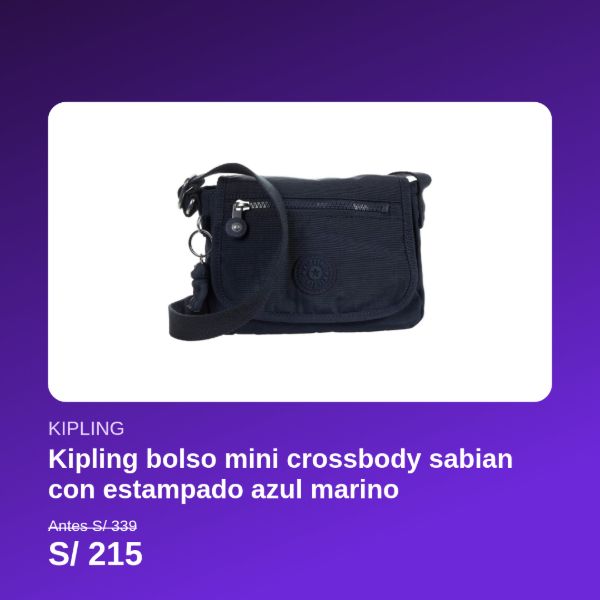 KIPLING
Kipling bolso mini crossbody sabian
con estampado azul marino
Antes S/ 339
S/ 215